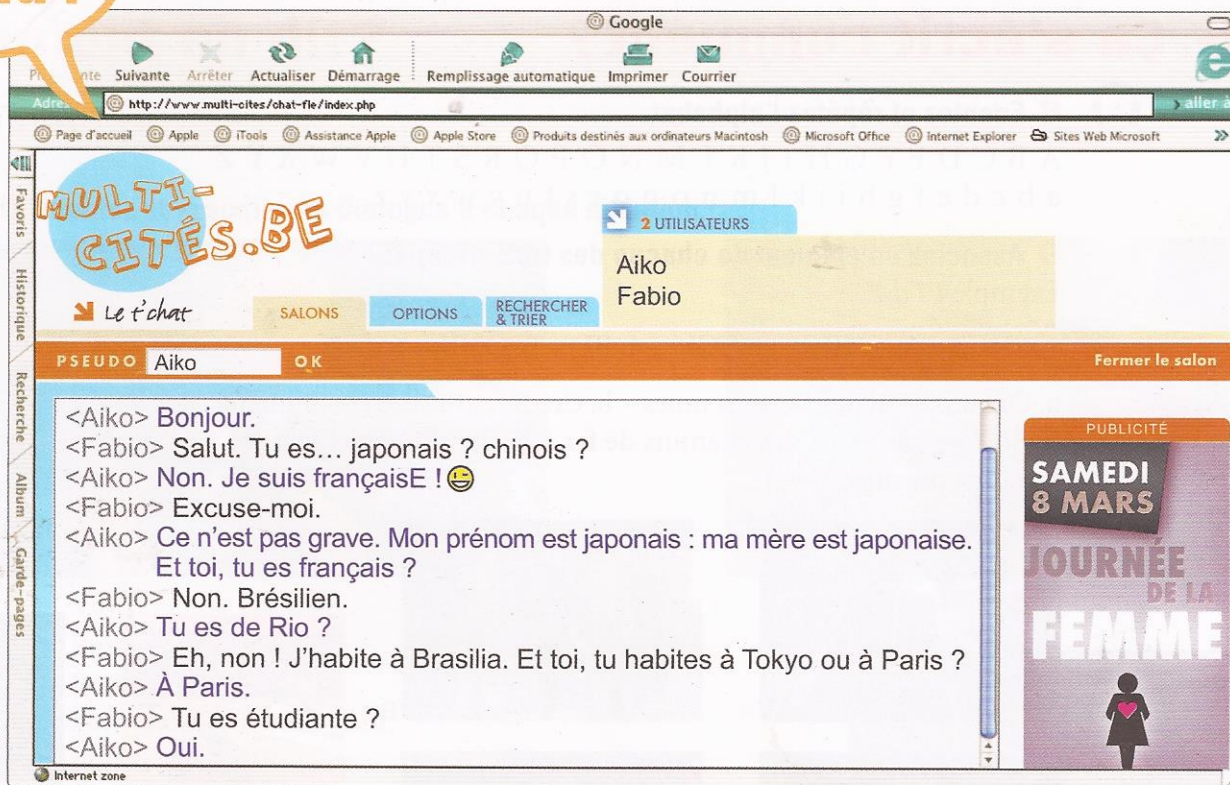 Google
Suivante Arrêter Actualiser Démarrage Remplissage automatique Imprimer Courrier
http://www.multi-cites/chat-fle/index.php
aller à
Page d'accueil Apple iTools Assistance Apple Apple Store Produits destinés aux ordinateurs Macintosh Microsoft Office Internet Explorer Sites Web Microsoft
Favoris
Historique
Recherche
Album
Garde-pages
MULTI-
CITÉS.BE
2 UTILISATEURS
Aiko
Fabio
Le t'chat
SALONS OPTIONS RECHERCHER
& TRIER
PSEUDO Aiko OK Fermer le salon
<Aiko> Bonjour.
<Fabio> Salut. Tu es… japonais ? chinois ?
<Aiko> Non. Je suis françaisE !
<Fabio> Excuse-moi.
<Aiko> Ce n'est pas grave. Mon prénom est japonais : ma mère est japonaise.
Et toi, tu es français ?
<Fabio> Non. Brésilien.
<Aiko> Tu es de Rio ?
<Fabio> Eh, non ! J'habite à Brasilia. Et toi, tu habites à Tokyo ou à Paris ?
<Aiko> À Paris.
<Fabio> Tu es étudiante ?
<Aiko> Oui.
PUBLICITÉ
SAMEDI
8 MARS
JOURNÉE
DE LA
FEMME
Internet zone